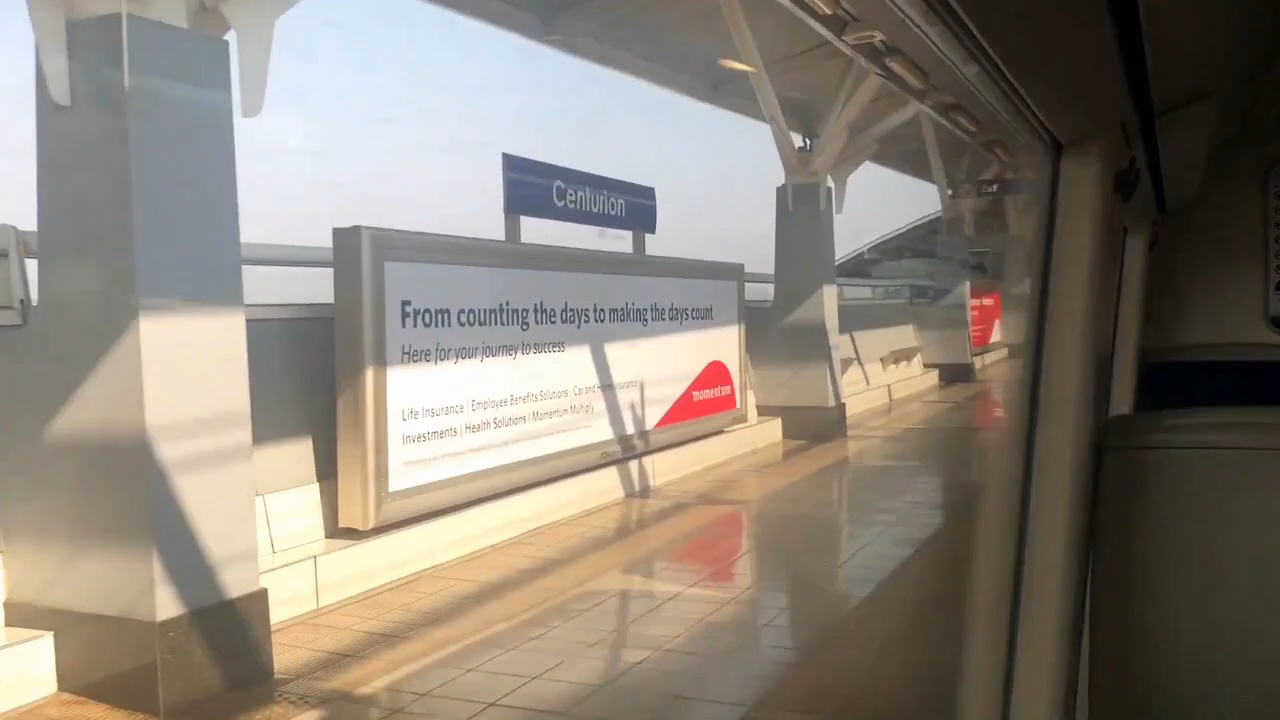 Centurion
From counting the days to making the days count
Here for your journey to success
Life Insurance | Employee Benefits Solutions | Car and Home Insurance
Investments | Health Solutions | Momentum Multiply
momentum